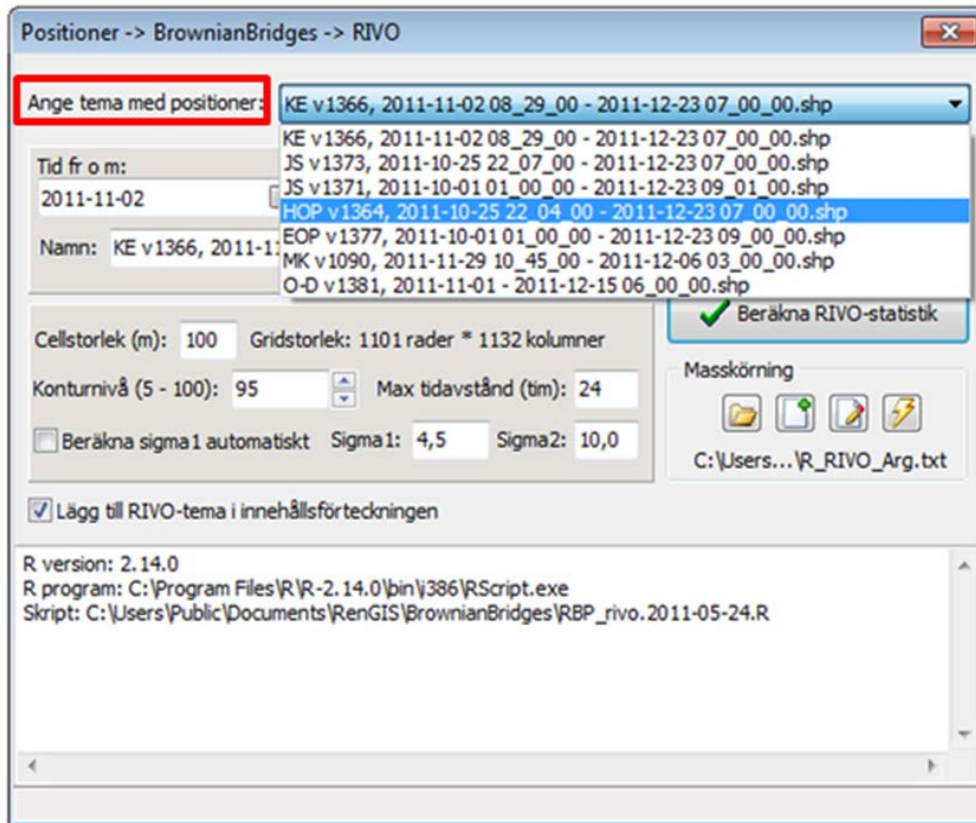 Positioner -> BrownianBridges -> RIVO
Ange tema med positioner: KE v1366, 2011-11-02 08_29_00 - 2011-12-23 07_00_00.shp
KE v1366, 2011-11-02 08_29_00 - 2011-12-23 07_00_00.shp
JS v1373, 2011-10-25 22_07_00 - 2011-12-23 07_00_00.shp
JS v1371, 2011-10-01 01_00_00 - 2011-12-23 09_01_00.shp
HOP v1364, 2011-10-25 22_04_00 - 2011-12-23 07_00_00.shp
EOP v1377, 2011-10-01 01_00_00 - 2011-12-23 09_00_00.shp
MK v1090, 2011-11-29 10_45_00 - 2011-12-06 03_00_00.shp
O-D v1381, 2011-11-01 - 2011-12-15 06_00_00.shp
Tid fr o m:
2011-11-02
Namn: KE v1366, 2011-11
Beräkna RIVO-statistik
Cellstorlek (m): 100 Gridstorlek: 1101 rader * 1132 kolumner
Konturnivå (5 - 100): 95 Max tidavstånd (tim): 24
Beräkna sigma1 automatiskt Sigma1: 4,5 Sigma2: 10,0
Masskörning
C:\Users...\R_RIVO_Arg.txt
Lägg till RIVO-tema i innehållsförteckningen
R version: 2.14.0
R program: C:\Program Files\R\R-2.14.0\bin\i386\RScript.exe
Skript: C:\Users\Public\Documents\RenGIS\BrownianBridges\RBP_rivo.2011-05-24.R